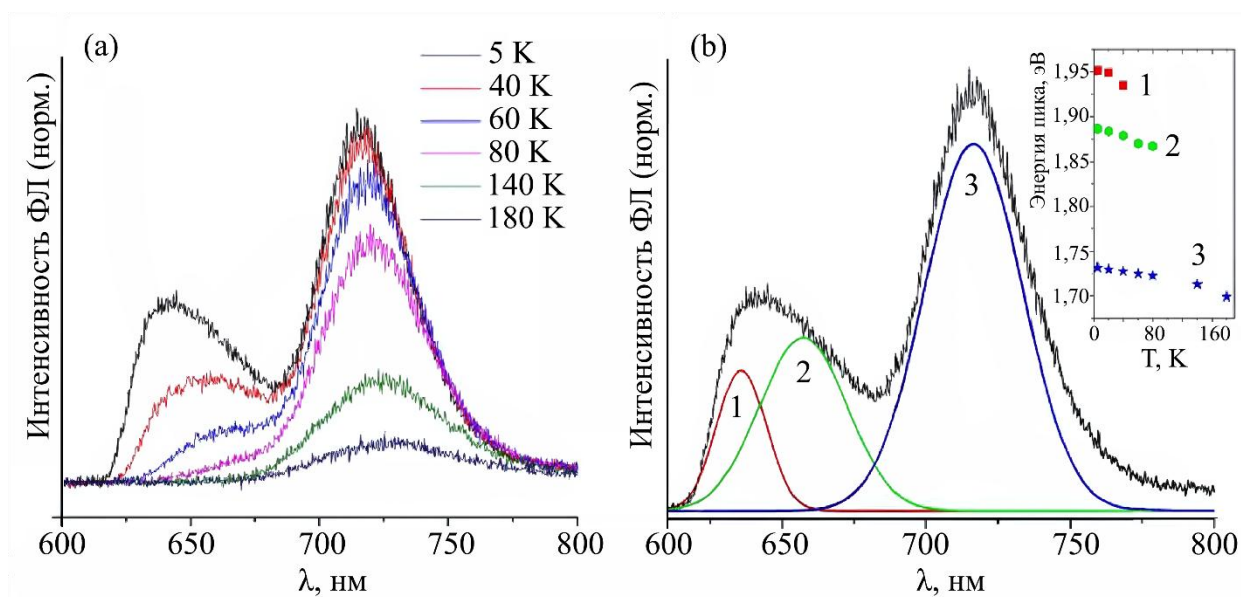 (a)
5 K
40 K
60 K
80 K
140 K
180 K
Интенсивность ФЛ (норм.)
600 650 700 750 800
λ, нм
(b)
1
2
3
Интенсивность ФЛ (норм.)
600 650 700 750 800
λ, нм
Энергия пика, эВ
1,95
1,90
1,85
1,80
1,75
1,70
1
2
3
0 80 160
T, K